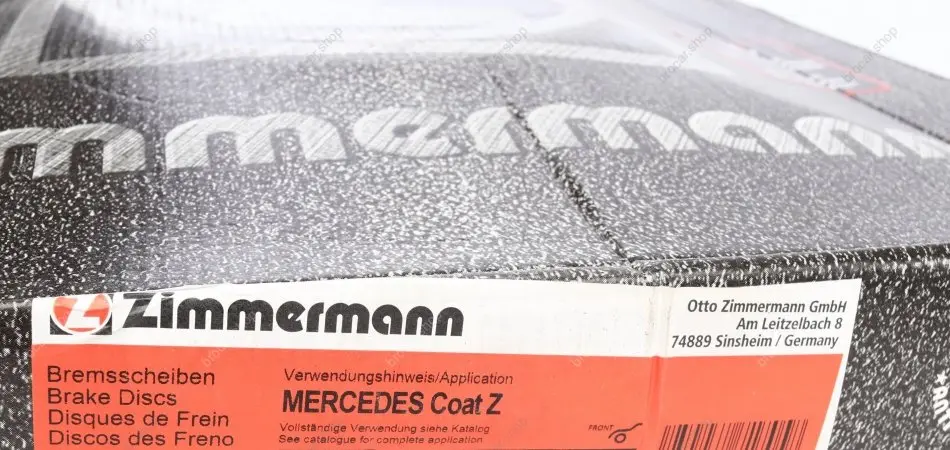 mmermann
Zimmermann
Otto Zimmermann GmbH
Am Leitzelbach 8
74889 Sinsheim / Germany
Bremsscheiben
Brake Discs
Disques de Frein
Discos des Freno
Verwendungshinweis/Application
MERCEDES Coat Z
Vollständige Verwendung siehe Katalog
See catalogue for complete application
FRONT